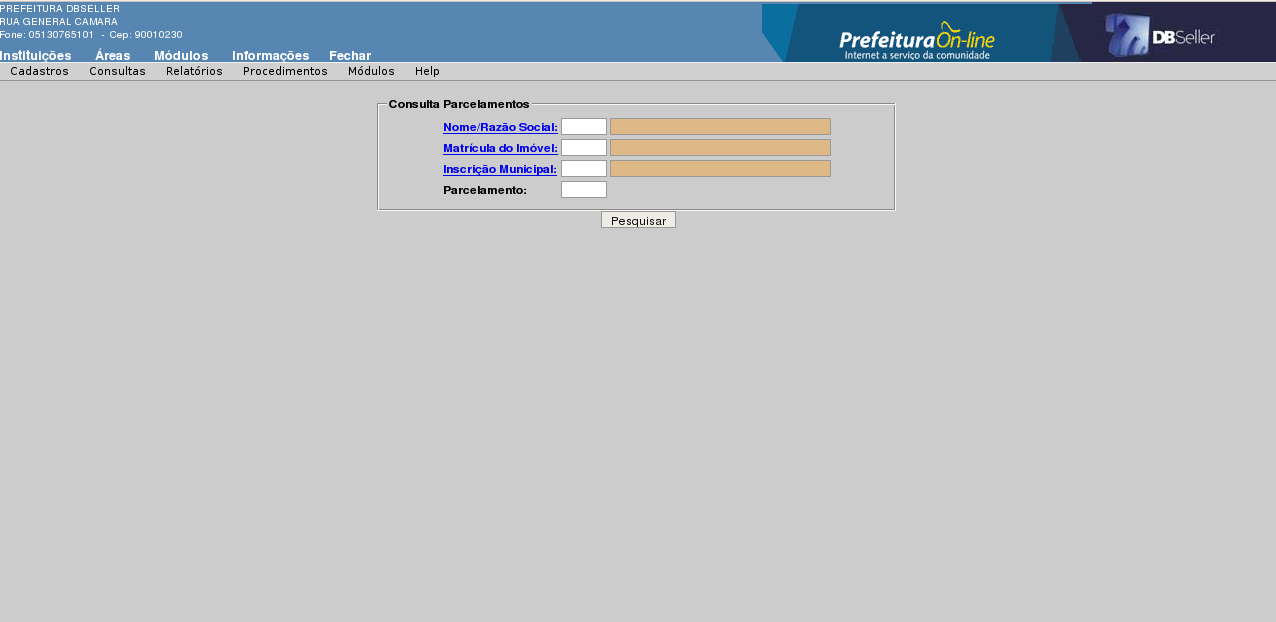 PREFEITURA DBSELLER
RUA GENERAL CAMARA
Fone: 05130765101 - Cep: 90010230
Instituições Áreas Módulos Informações Fechar
PrefeituraOn-line
Internet a serviço da comunidade
DBSeller
Cadastros Consultas Relatórios Procedimentos Módulos Help
Consulta Parcelamentos
Nome/Razão Social:
Matrícula do Imóvel:
Inscrição Municipal:
Parcelamento:
Pesquisar